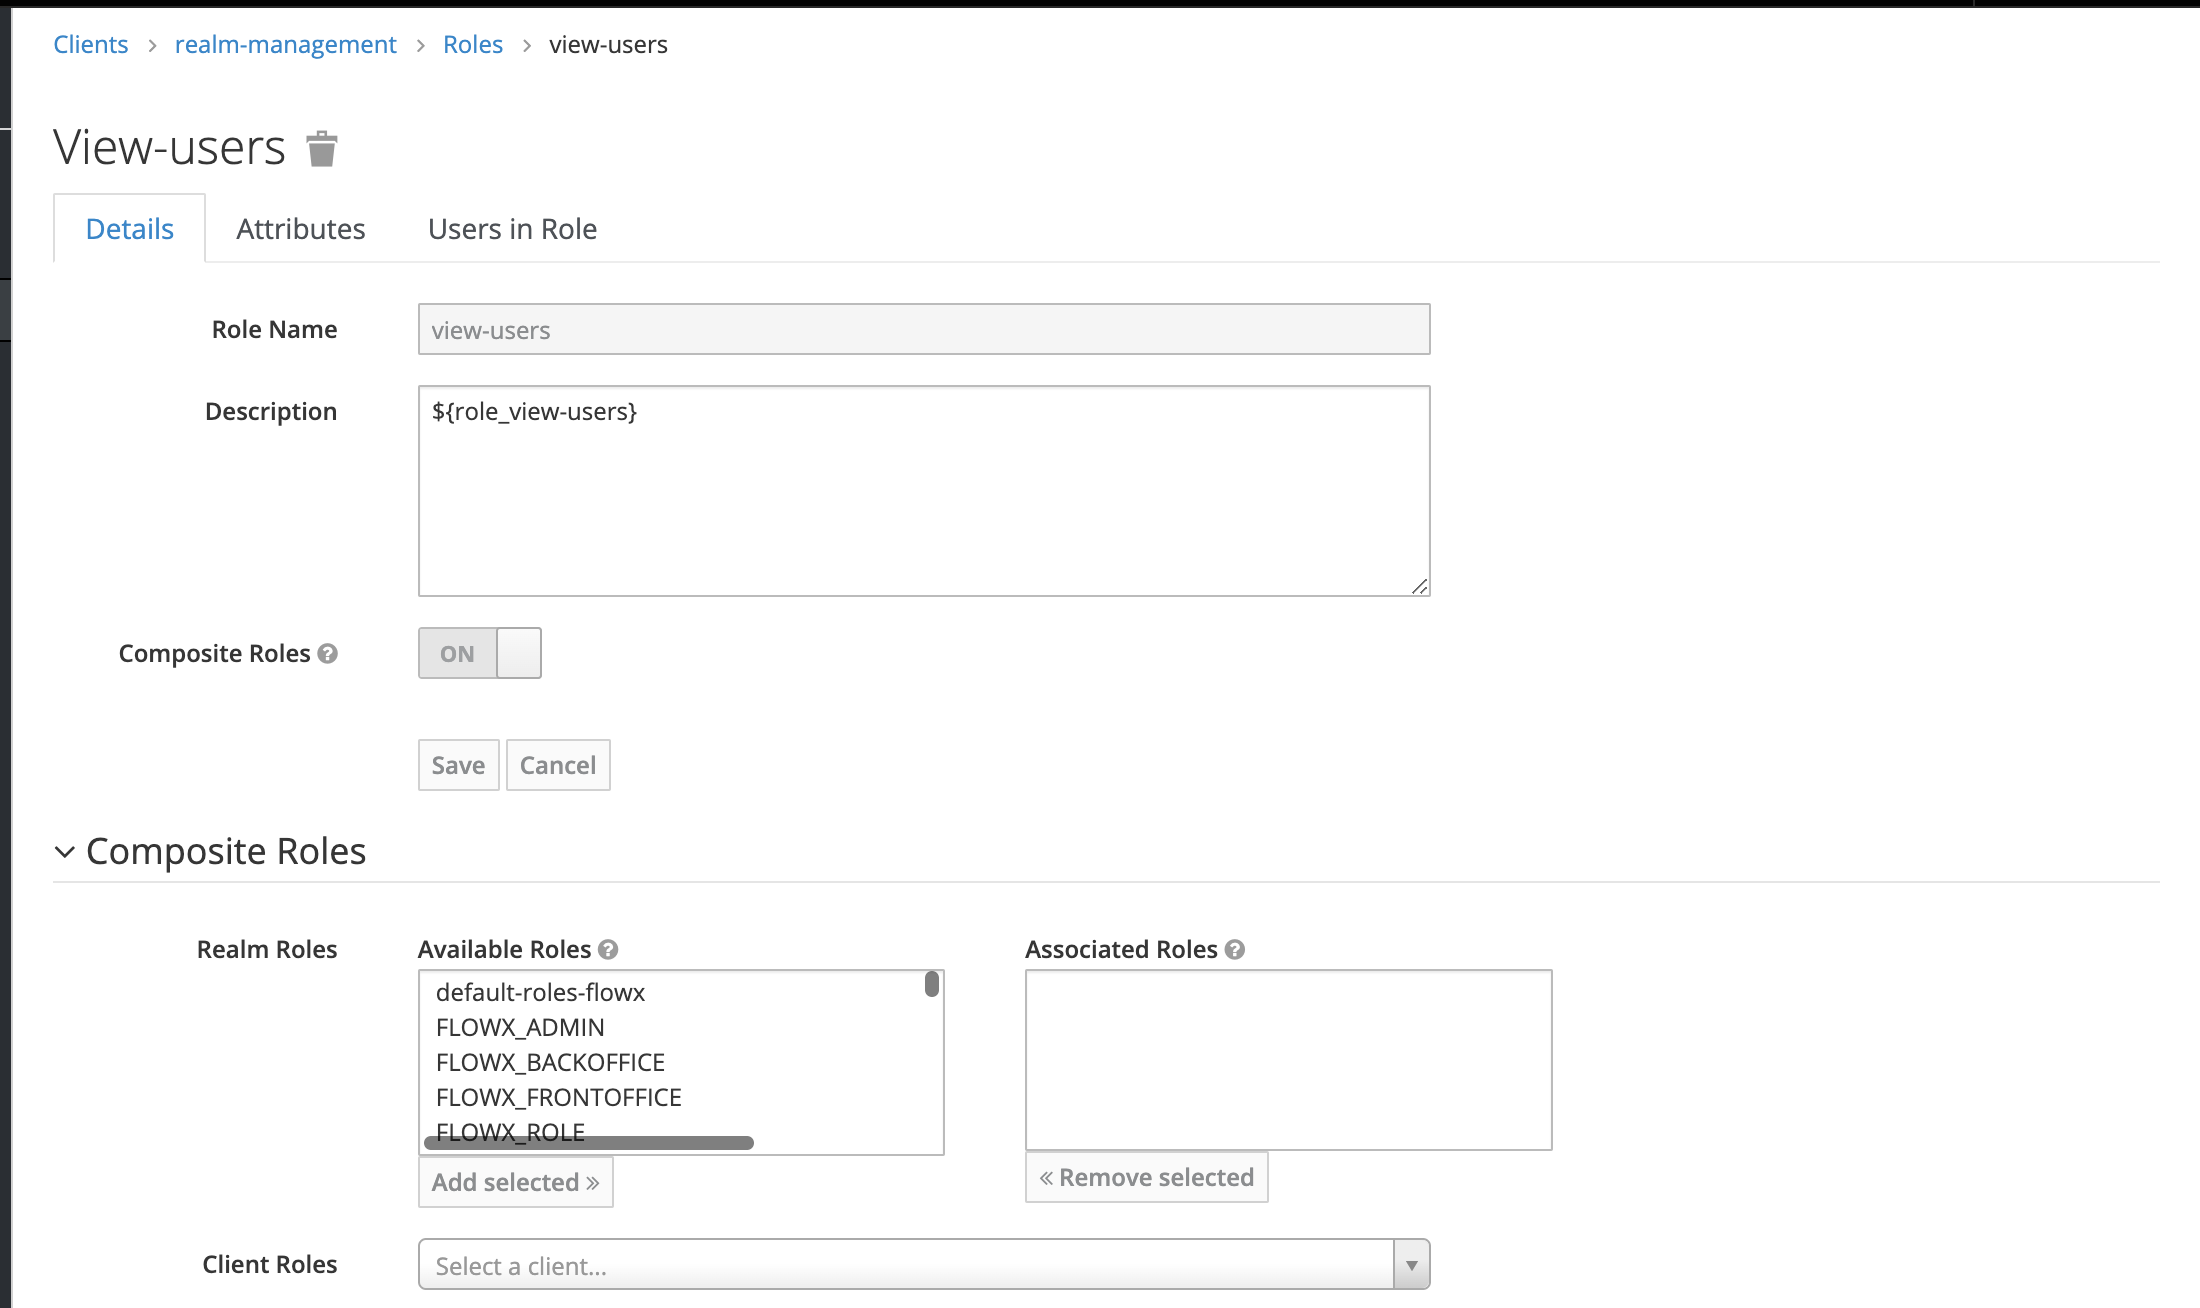 Clients > realm-management > Roles > view-users
View-users
Details Attributes Users in Role
Role Name view-users
Description ${role_view-users}
Composite Roles ? ON
Save Cancel
Composite Roles
Realm Roles Available Roles ? Associated Roles ?
default-roles-flowx
FLOWX_ADMIN
FLOWX_BACKOFFICE
FLOWX_FRONTOFFICE
FLOWX_ROLE
Add selected » « Remove selected
Client Roles Select a client...